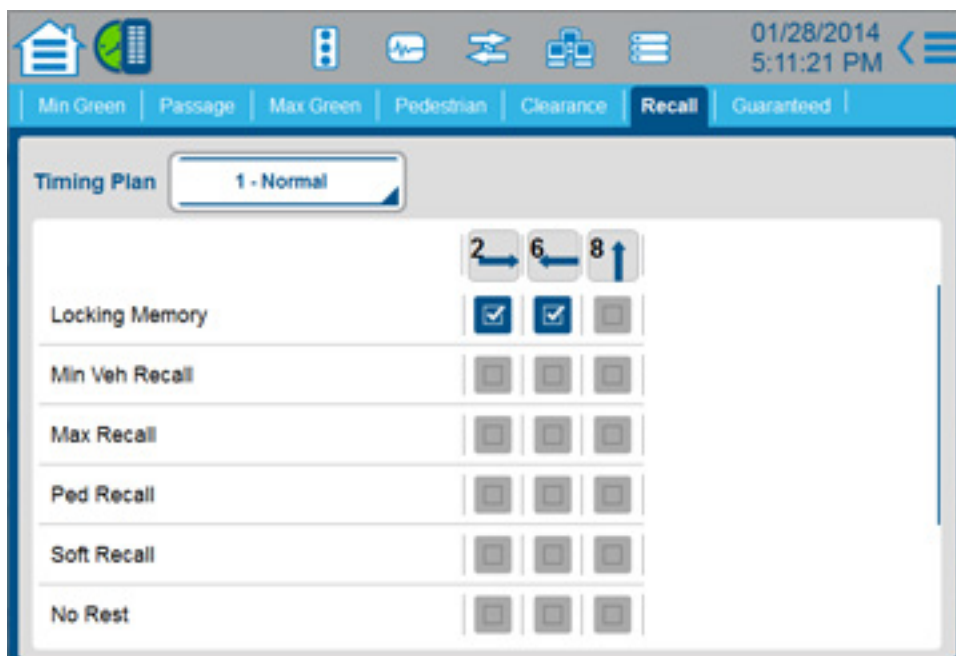 01/28/2014
5:11:21 PM
Min Green Passage Max Green Pedestrian Clearance Recall Guaranteed
Timing Plan 1 - Normal
2 6 8
Locking Memory
Min Veh Recall
Max Recall
Ped Recall
Soft Recall
No Rest